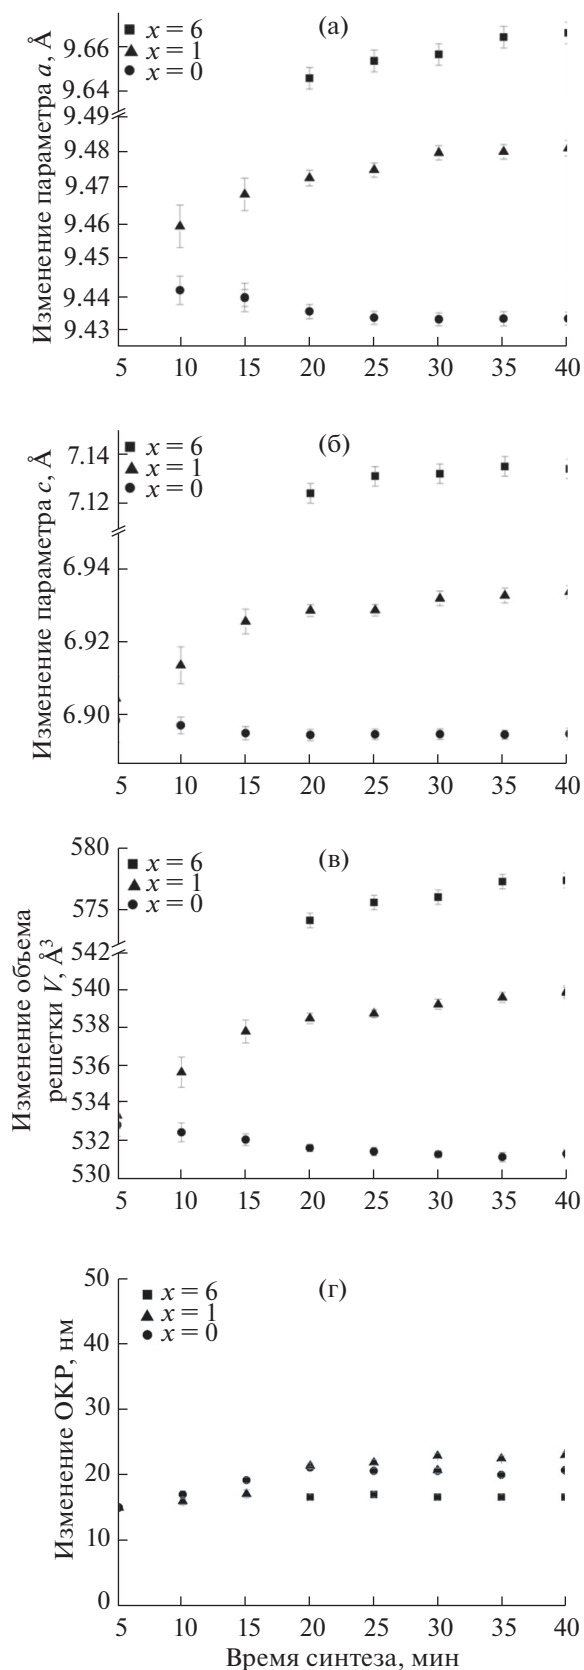 (а)
x = 6
x = 1
x = 0
Изменение параметра a, Å
9.66
9.64
9.49
9.48
9.47
9.46
9.45
9.44
9.43
5 10 15 20 25 30 35 40
(б)
x = 6
x = 1
x = 0
Изменение параметра c, Å
7.14
7.12
6.94
6.92
6.90
5 10 15 20 25 30 35 40
(в)
x = 6
x = 1
x = 0
Изменение объема
решетки V, Å³
580
575
542
540
538
536
534
532
530
5 10 15 20 25 30 35 40
(г)
x = 6
x = 1
x = 0
Изменение ОКР, нм
50
40
30
20
10
0
5 10 15 20 25 30 35 40
Время синтеза, мин